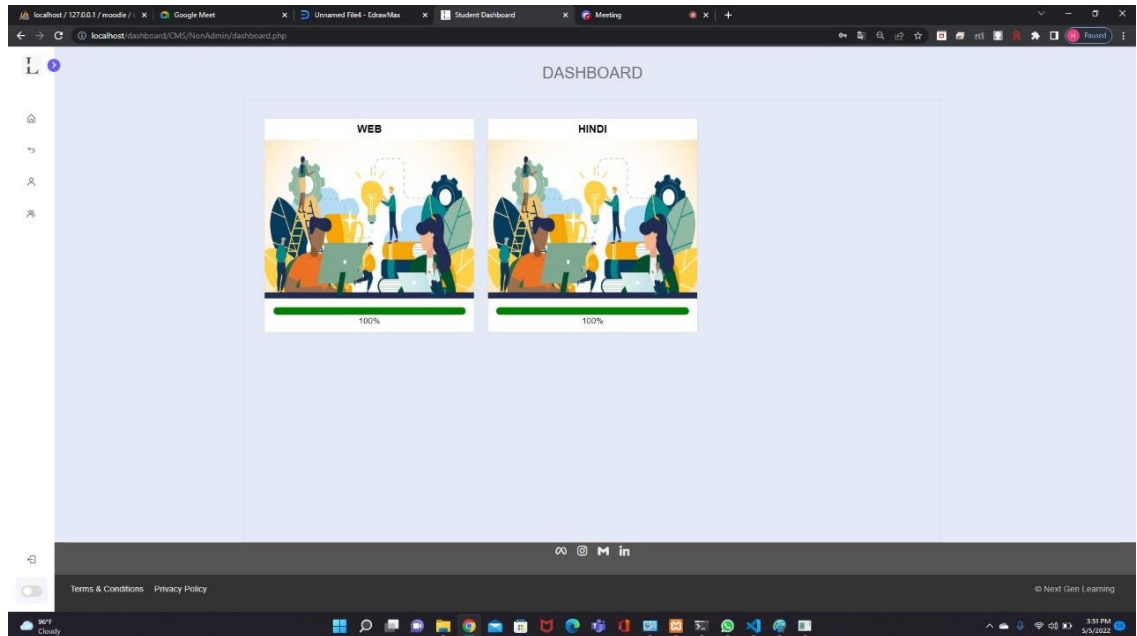 localhost / 127.0.0.1 / moodle / c
Google Meet
Unnamed File4 - EdrawMax
Student Dashboard
Meeting
localhost/dashboard/CMS/NonAdmin/dashboard.php
H
Paused
L
DASHBOARD
WEB
HINDI
100%
100%
Terms & Conditions Privacy Policy
© Next Gen Learning
96°F
Cloudy
3:51 PM
5/5/2022